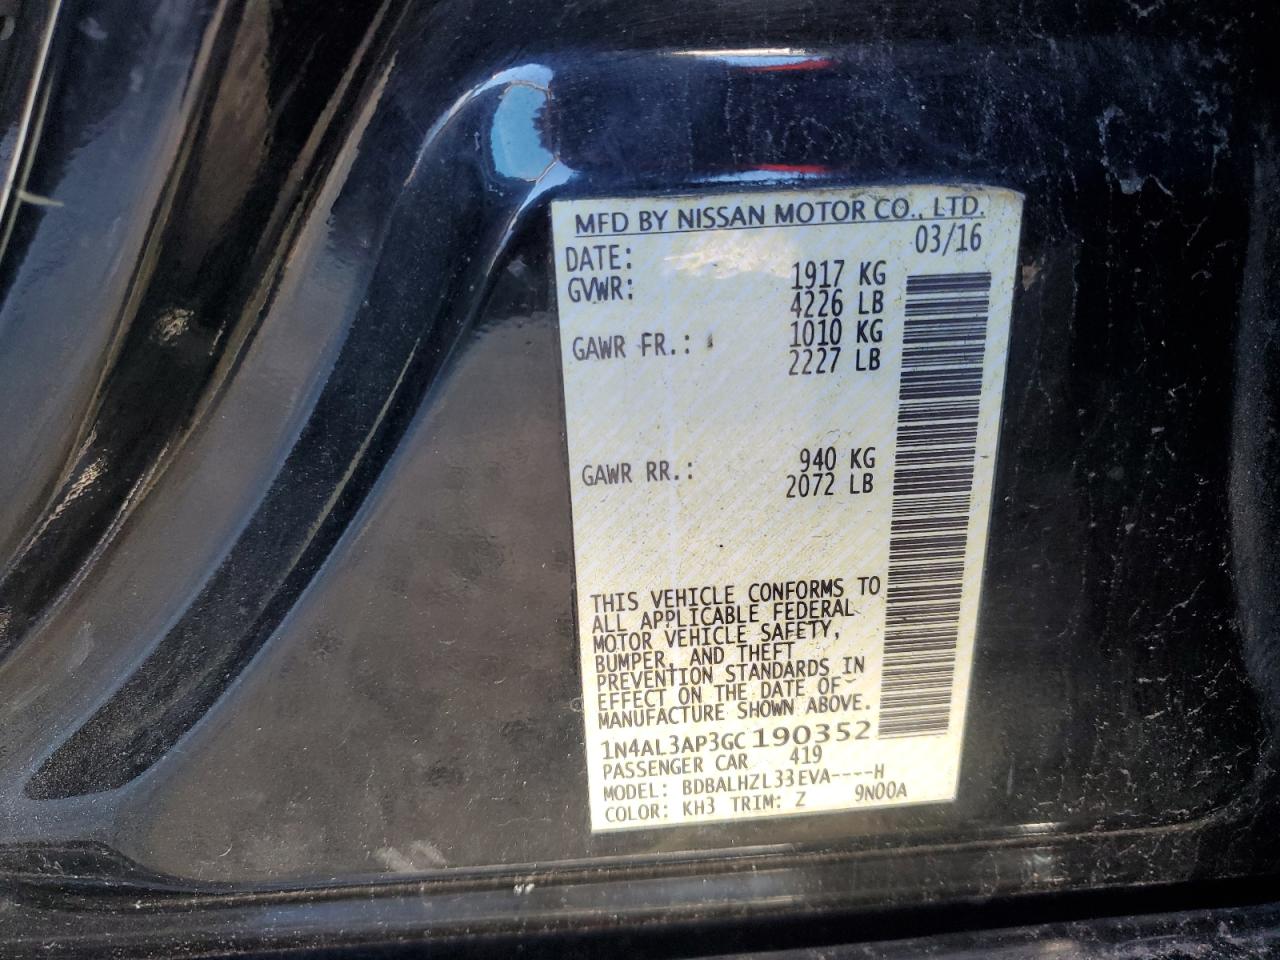 MFD BY NISSAN MOTOR CO., LTD.
DATE: 03/16
GVWR: 1917 KG
4226 LB
GAWR FR.: 1010 KG
2227 LB
GAWR RR.: 940 KG
2072 LB
THIS VEHICLE CONFORMS TO
ALL APPLICABLE FEDERAL
MOTOR VEHICLE SAFETY,
BUMPER, AND THEFT
PREVENTION STANDARDS IN
EFFECT ON THE DATE OF
MANUFACTURE SHOWN ABOVE.
1N4AL3AP3GC190352
PASSENGER CAR 419
MODEL: BDBALHZL33EVA----H
COLOR: KH3 TRIM: Z 9N00A